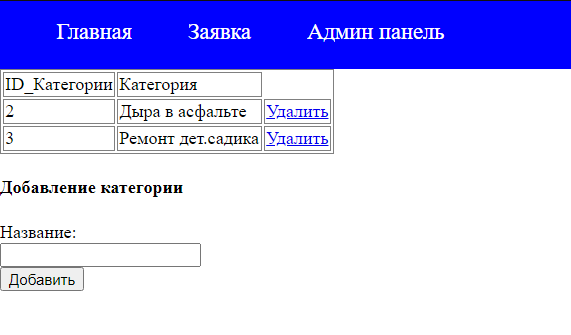 Главная Заявка Админ панель
ID_Категории Категория
2 Дыра в асфальте Удалить
3 Ремонт дет.садика Удалить
Добавление категории
Название:
Добавить